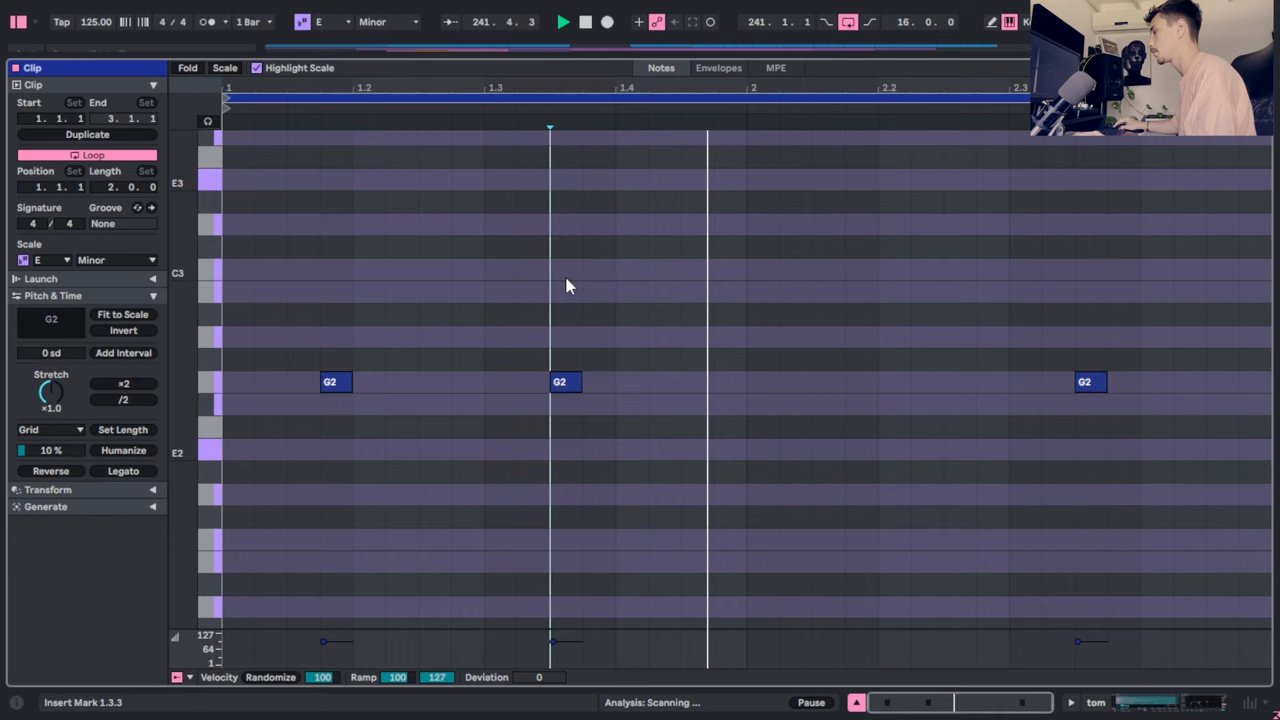 Tap 125.00 4 / 4 1 Bar E Minor 241. 4. 3 241. 1. 1 16. 0. 0
Clip Fold Scale Highlight Scale Notes Envelopes MPE
Clip
Start Set End Set
1. 1. 1 3. 1. 1
Duplicate
Loop
Position Set Length Set
1. 1. 1 2. 0. 0
Signature Groove
4 / 4 None
Scale
E Minor
Launch
Pitch & Time
G2 Fit to Scale
Invert
0 sd Add Interval
Stretch ×2
×1.0 /2
Grid Set Length
10 % Humanize
Reverse Legato
Transform
Generate
1 1.2 1.3 1.4 2 2.2 2.3
E3
C3
G2 G2 G2
E2
127
64
1
Velocity Randomize 100 Ramp 100 127 Deviation 0
Insert Mark 1.3.3 Analysis: Scanning ... Pause tom